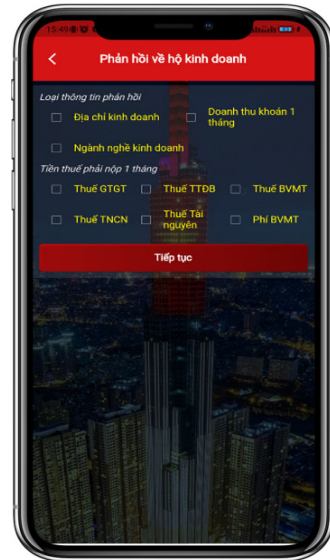 15:49
Phản hồi về hộ kinh doanh
Loại thông tin phản hồi
Địa chỉ kinh doanh
Doanh thu khoán 1
tháng
Ngành nghề kinh doanh
Tiền thuế phải nộp 1 tháng
Thuế GTGT
Thuế TTĐB
Thuế BVMT
Thuế TNCN
Thuế Tài
nguyên
Phí BVMT
Tiếp tục